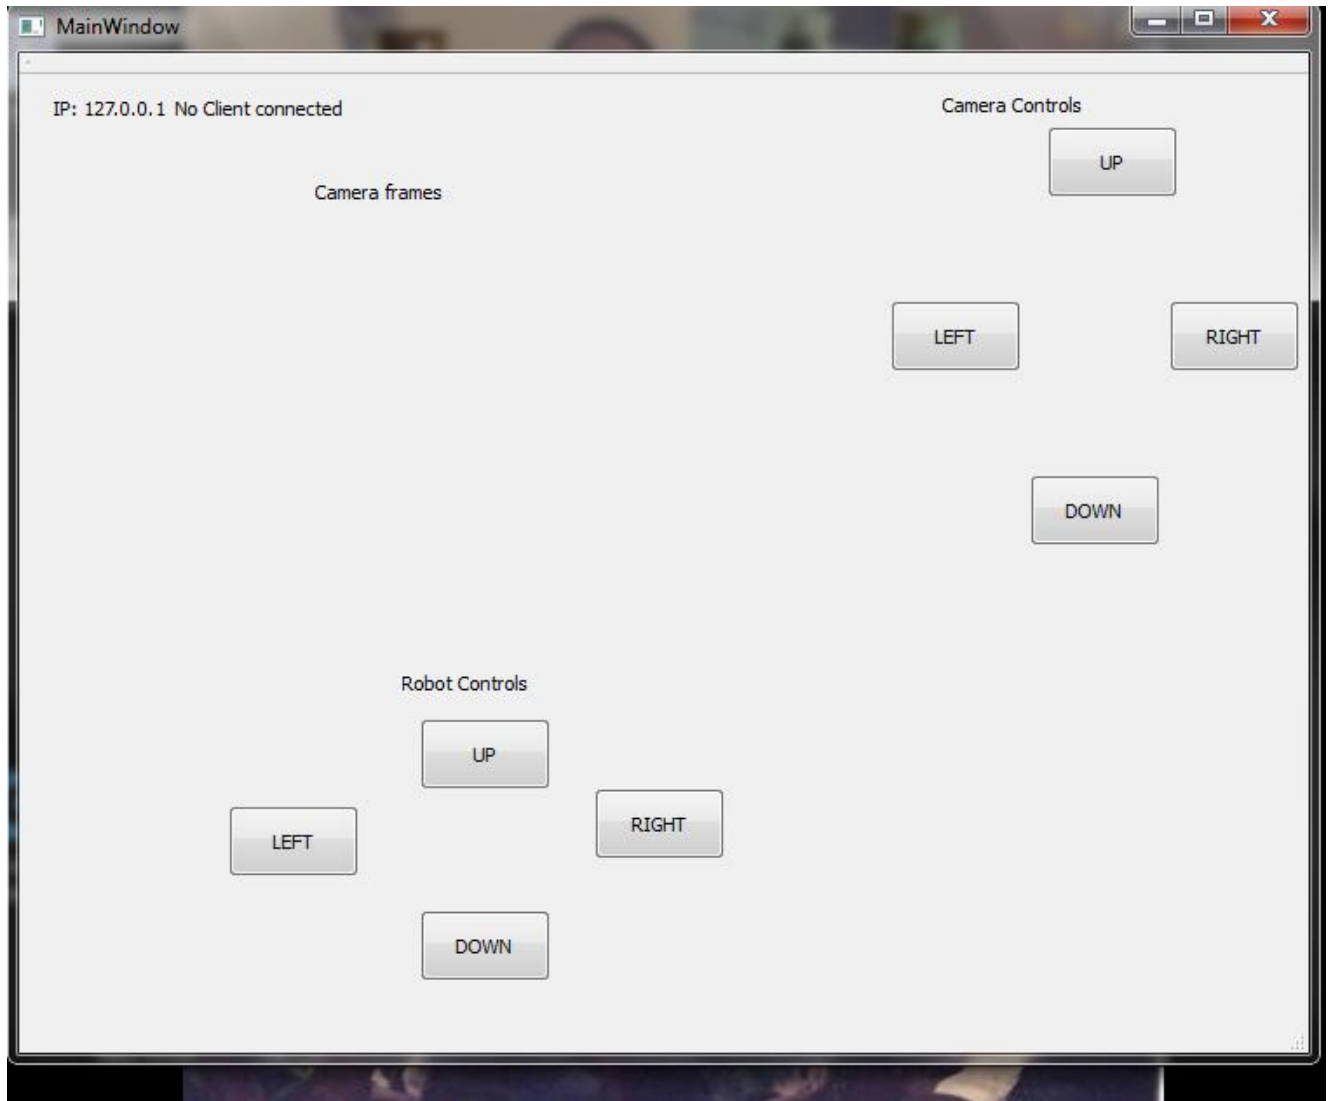 MainWindow
IP: 127.0.0.1 No Client connected
Camera Controls
UP
Camera frames
LEFT
RIGHT
DOWN
Robot Controls
UP
RIGHT
LEFT
DOWN